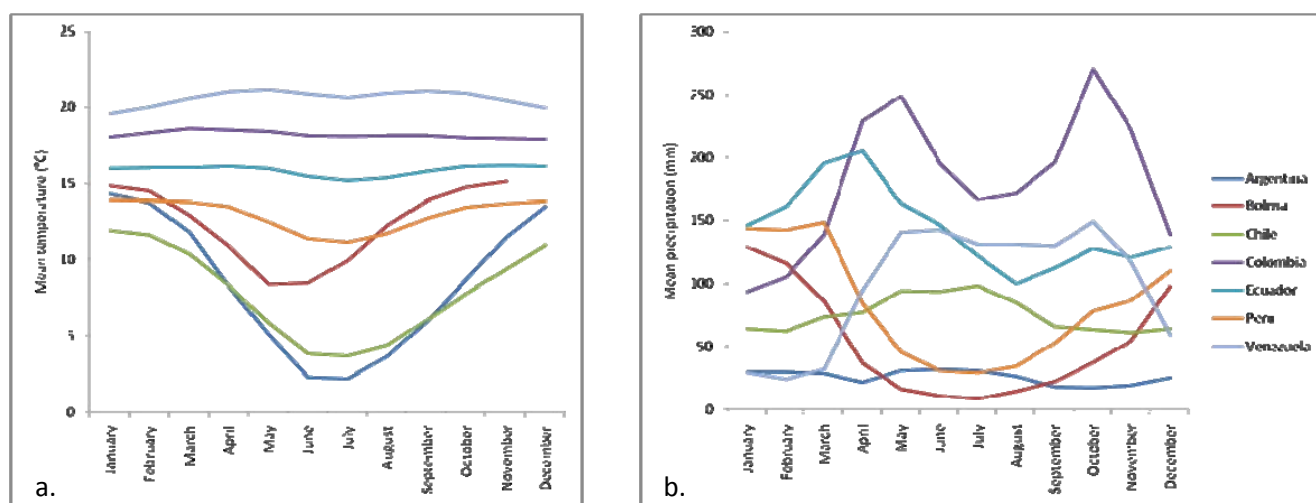 25
20
15
10
5
0
Mean temperature (°C)
January
February
March
April
May
June
July
August
September
October
November
December
a.
300
250
200
150
100
50
0
Mean precipitation (mm)
January
February
March
April
May
June
July
August
September
October
November
December
Argentina
Bolivia
Chile
Colombia
Ecuador
Peru
Venezuela
b.